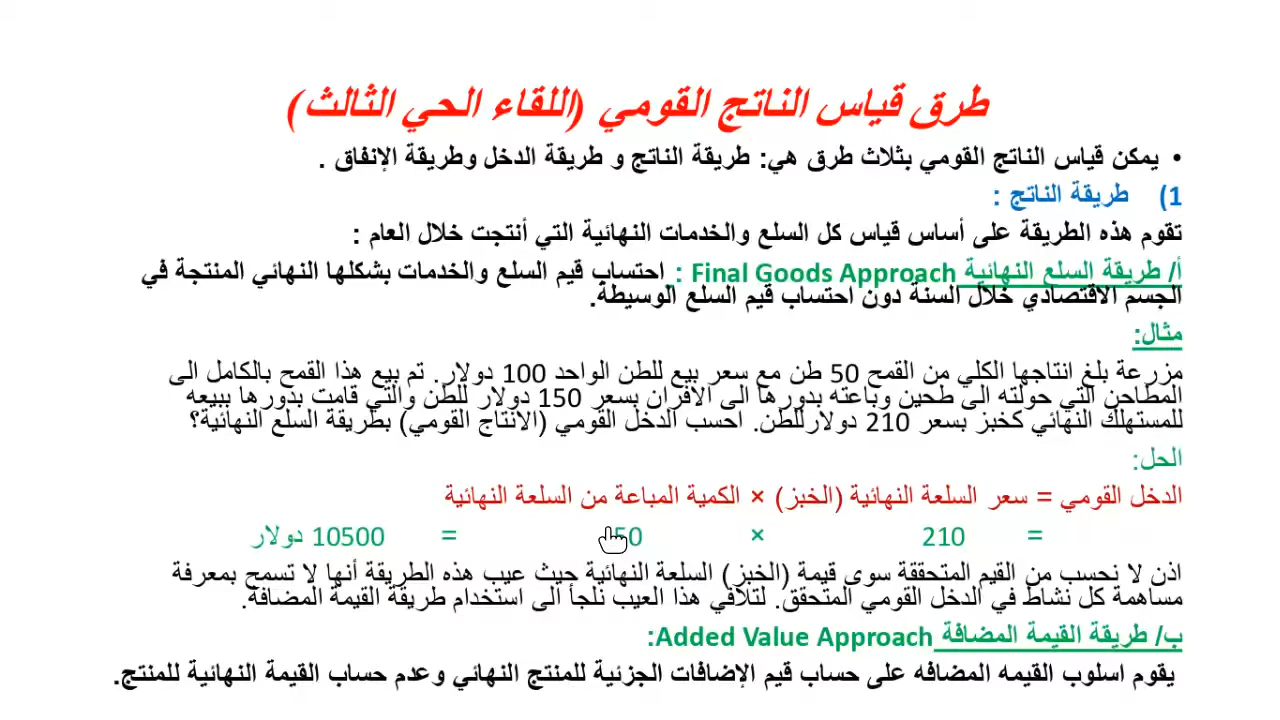 طرق قياس الناتج القومي (اللقاء الحي الثالث)
• يمكن قياس الناتج القومي بثلاث طرق هي: طريقة الناتج و طريقة الدخل وطريقة الإنفاق .
1) طريقة الناتج :
تقوم هذه الطريقة على أساس قياس كل السلع والخدمات النهائية التي أنتجت خلال العام :
أ/ طريقة السلع النهائية Final Goods Approach : احتساب قيم السلع والخدمات بشكلها النهائي المنتجة في
الجسم الاقتصادي خلال السنة دون احتساب قيم السلع الوسيطة.
مثال:
مزرعة بلغ انتاجها الكلي من القمح 50 طن مع سعر بيع للطن الواحد 100 دولار. تم بيع هذا القمح بالكامل الى
المطاحن التي حولته الى طحين وباعته بدورها الى الافران بسعر 150 دولار للطن والتي قامت بدورها ببيعه
للمستهلك النهائي كخبز بسعر 210 دولارللطن. احسب الدخل القومي (الانتاج القومي) بطريقة السلع النهائية؟
الحل:
الدخل القومي = سعر السلعة النهائية (الخبز) × الكمية المباعة من السلعة النهائية
= 210 × 50 = 10500 دولار
اذن لا نحسب من القيم المتحققة سوى قيمة (الخبز) السلعة النهائية حيث عيب هذه الطريقة أنها لا تسمح بمعرفة
مساهمة كل نشاط في الدخل القومي المتحقق. لتلافي هذا العيب نلجأ الى استخدام طريقة القيمة المضافة.
ب/ طريقة القيمة المضافة Added Value Approach:
يقوم اسلوب القيمه المضافه على حساب قيم الإضافات الجزئية للمنتج النهائي وعدم حساب القيمة النهائية للمنتج.